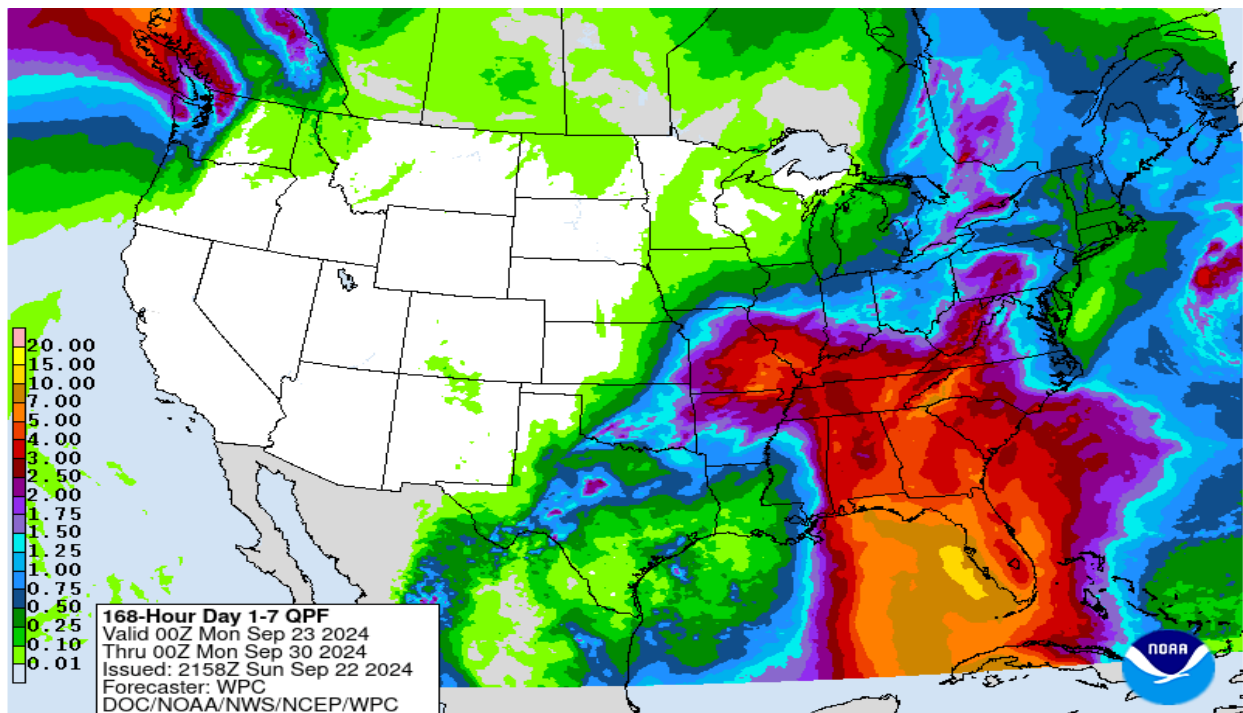 20.00
15.00
10.00
7.00
5.00
4.00
3.00
2.50
2.00
1.75
1.50
1.25
1.00
0.75
0.50
0.25
0.10
0.01
168-Hour Day 1-7 QPF
Valid 00Z Mon Sep 23 2024
Thru 00Z Mon Sep 30 2024
Issued: 2158Z Sun Sep 22 2024
Forecaster: WPC
DOC/NOAA/NWS/NCEP/WPC
NOAA